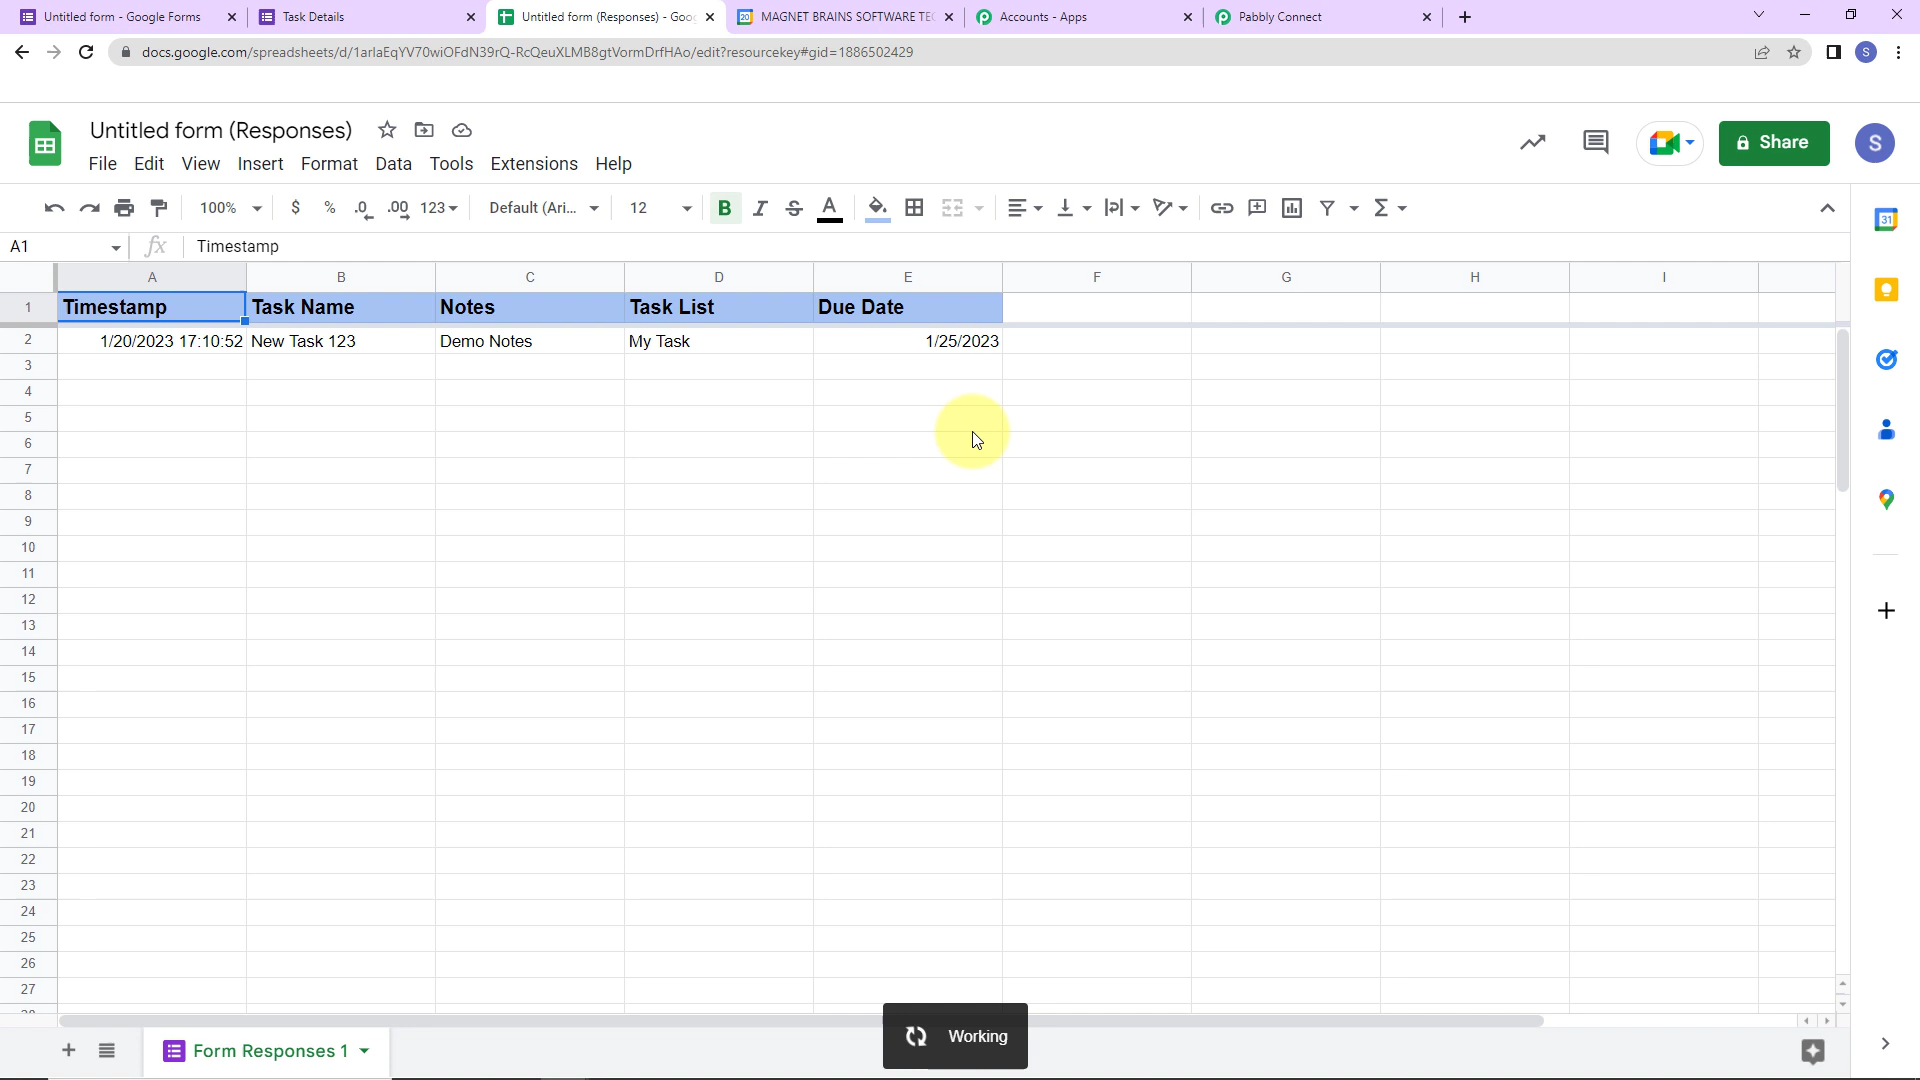 Untitled form - Google Forms
Task Details
Untitled form (Responses) - Goo
MAGNET BRAINS SOFTWARE TE
Accounts - Apps
Pabbly Connect
docs.google.com/spreadsheets/d/1arlaEqYV70wiOFdN39rQ-RcQeuXLMB8gtVormDrfHAo/edit?resourcekey#gid=1886502429
S
Untitled form (Responses)
File Edit View Insert Format Data Tools Extensions Help
Share
S
100% $ % .0 .00 123 Default (Ari... 12 B I S A
31
A1 fx Timestamp
A B C D E F G H I
1 Timestamp Task Name Notes Task List Due Date
2 1/20/2023 17:10:52 New Task 123 Demo Notes My Task 1/25/2023
3
4
5
6
7
8
9
10
11
12
13
14
15
16
17
18
19
20
21
22
23
24
25
26
27
Working
Form Responses 1